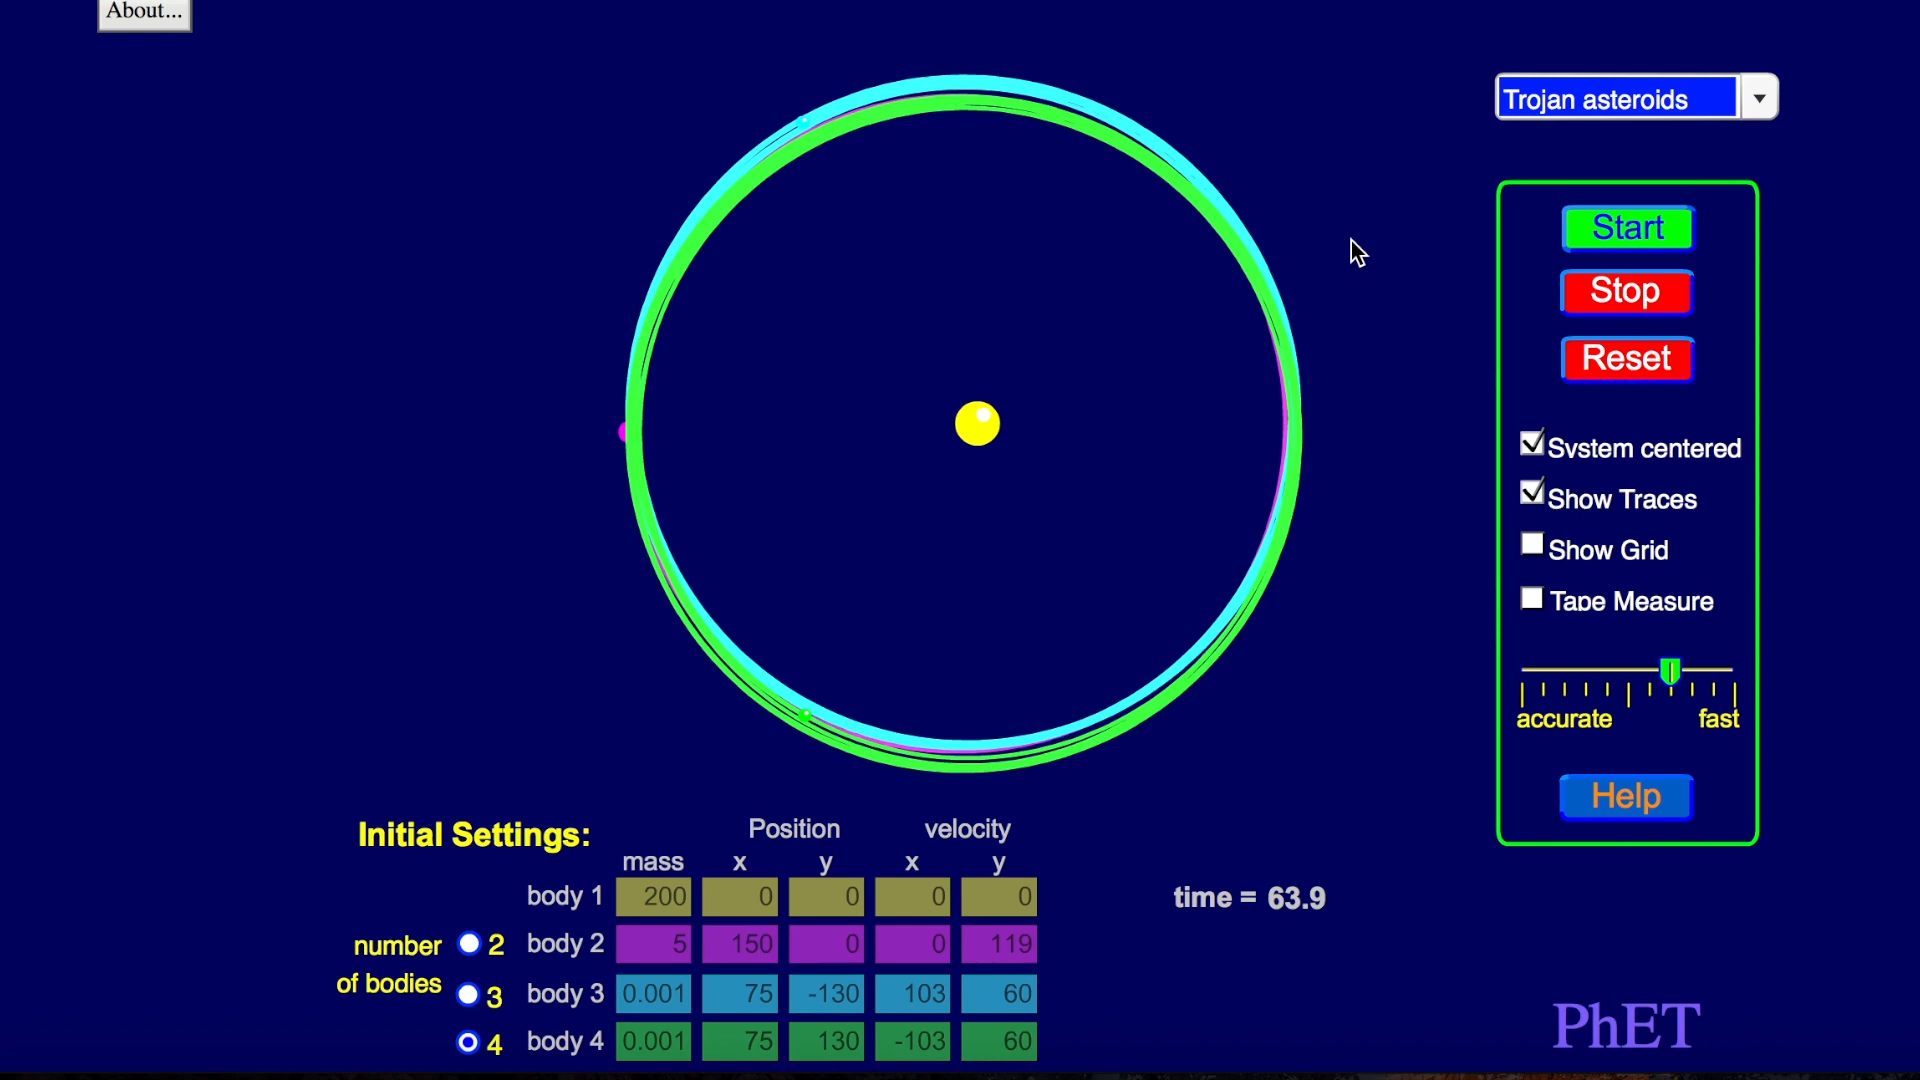 About...
Trojan asteroids
Start
Stop
Reset
System centered
Show Traces
Show Grid
Tape Measure
accurate fast
Help
Initial Settings:
Position velocity
mass x y x y
body 1 200 0 0 0 0
number 2 body 2 5 150 0 0 119
of bodies 3 body 3 0.001 75 -130 103 60
4 body 4 0.001 75 130 -103 60
time = 63.9
PhET